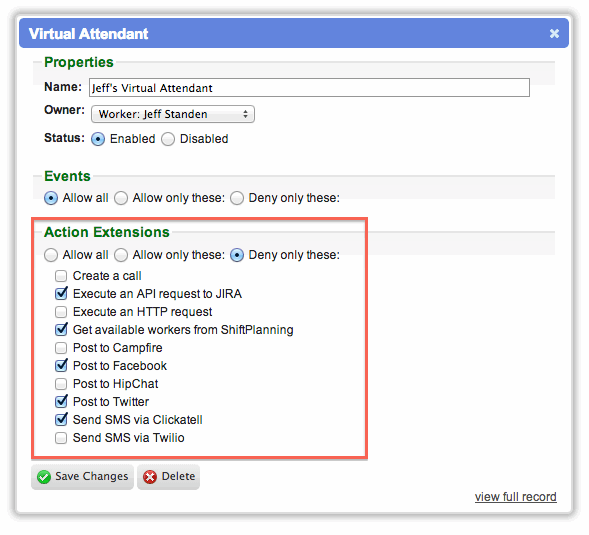 Virtual Attendant
Properties
Name: Jeff's Virtual Attendant
Owner: Worker: Jeff Standen
Status: Enabled Disabled
Events
Allow all Allow only these: Deny only these:
Action Extensions
Allow all Allow only these: Deny only these:
Create a call
Execute an API request to JIRA
Execute an HTTP request
Get available workers from ShiftPlanning
Post to Campfire
Post to Facebook
Post to HipChat
Post to Twitter
Send SMS via Clickatell
Send SMS via Twilio
Save Changes Delete
view full record